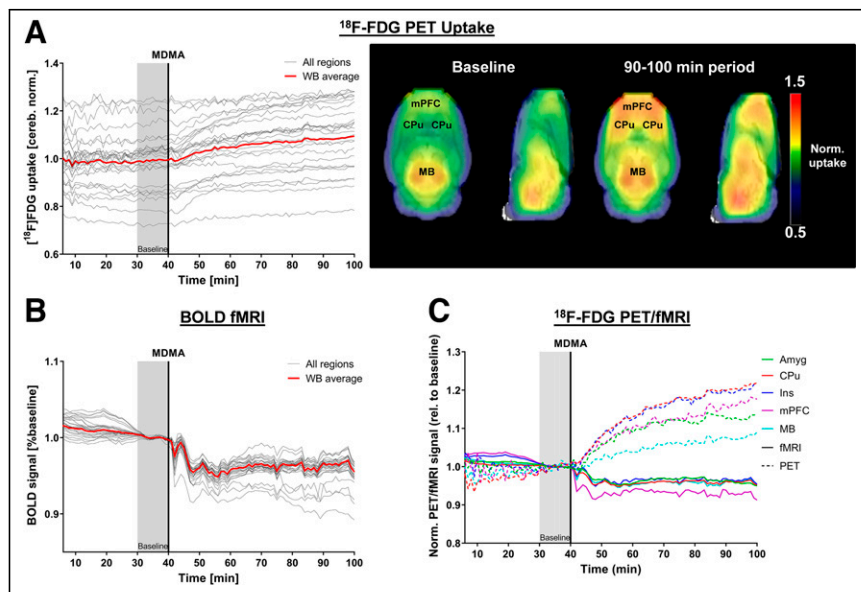 A
¹⁸F-FDG PET Uptake
MDMA
1.4
1.2
1.0
0.8
0.6
[¹⁸F]FDG uptake [cereb. norm.]
All regions
WB average
Baseline
10 20 30 40 50 60 70 80 90 100
Time [min]
Baseline
90-100 min period
mPFC
CPu CPu
MB
mPFC
CPu CPu
MB
1.5
Norm.
uptake
0.5
B
BOLD fMRI
MDMA
1.1
1.0
0.9
BOLD signal [%baseline]
All regions
WB average
Baseline
10 20 30 40 50 60 70 80 90 100
Time [min]
C
¹⁸F-FDG PET/fMRI
MDMA
1.3
1.2
1.1
1.0
0.9
0.8
Norm. PET/fMRI signal (rel. to baseline)
Amyg
CPu
Ins
mPFC
MB
fMRI
PET
Baseline
10 20 30 40 50 60 70 80 90 100
Time (min)